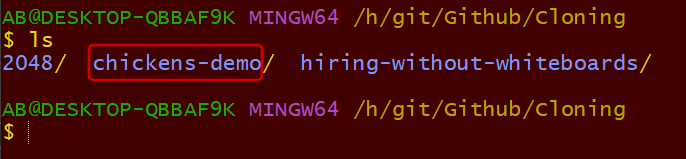 AB@DESKTOP-QBBAF9K MINGW64 /h/git/Github/Cloning
$ ls
2048/  chickens-demo/  hiring-without-whiteboards/
AB@DESKTOP-QBBAF9K MINGW64 /h/git/Github/Cloning
$